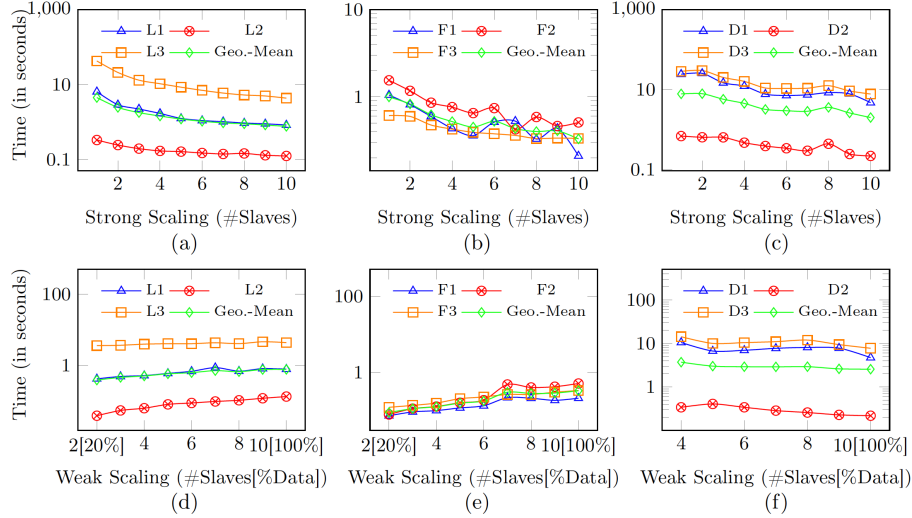 1,000
10
0.1
Time (in seconds)
L1 L2
L3 Geo.-Mean
2 4 6 8 10
Strong Scaling (#Slaves)
(a)
10
1
F1 F2
F3 Geo.-Mean
2 4 6 8 10
Strong Scaling (#Slaves)
(b)
1,000
10
0.1
D1 D2
D3 Geo.-Mean
2 4 6 8 10
Strong Scaling (#Slaves)
(c)
100
1
Time (in seconds)
L1 L2
L3 Geo.-Mean
2[20%] 4 6 8 10[100%]
Weak Scaling (#Slaves[%Data])
(d)
100
1
F1 F2
F3 Geo.-Mean
2[20%] 4 6 8 10[100%]
Weak Scaling (#Slaves[%Data])
(e)
100
10
1
D1 D2
D3 Geo.-Mean
4 6 8 10[100%]
Weak Scaling (#Slaves[%Data])
(f)